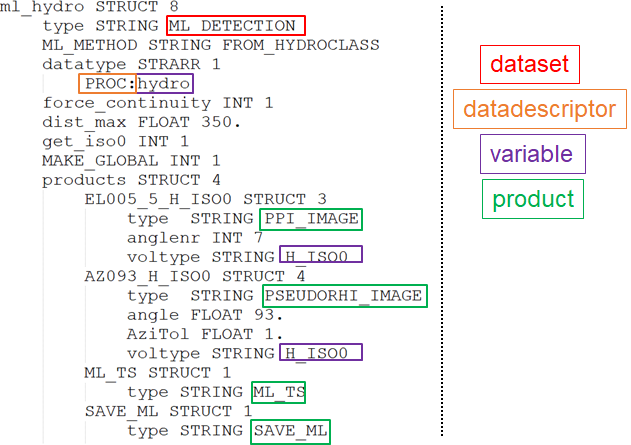 ml_hydro STRUCT 8
type STRING ML_DETECTION
ML_METHOD STRING FROM_HYDROCLASS
datatype STRARR 1
PROC:hydro
force_continuity INT 1
dist_max FLOAT 350.
get_iso0 INT 1
MAKE_GLOBAL INT 1
products STRUCT 4
EL005_5_H_ISO0 STRUCT 3
type STRING PPI_IMAGE
anglenr INT 7
voltype STRING H_ISO0
AZ093_H_ISO0 STRUCT 4
type STRING PSEUDORHI_IMAGE
angle FLOAT 93.
AziTol FLOAT 1.
voltype STRING H_ISO0
ML_TS STRUCT 1
type STRING ML_TS
SAVE_ML STRUCT 1
type STRING SAVE_ML
dataset
datadescriptor
variable
product